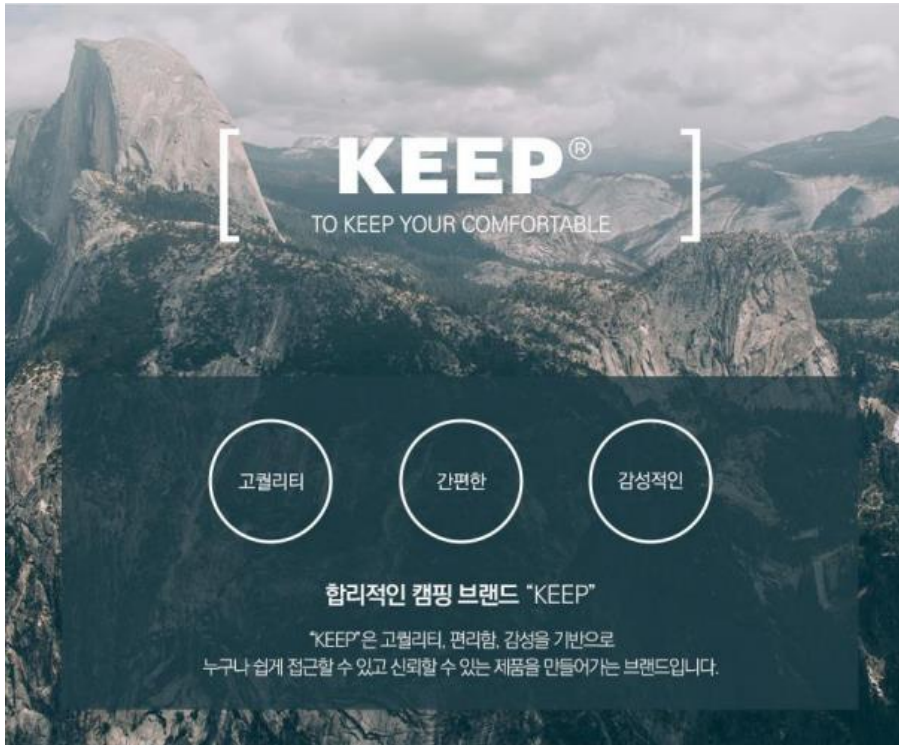 KEEP®
TO KEEP YOUR COMFORTABLE
고퀄리티
간편한
감성적인
합리적인 캠핑 브랜드 “KEEP”
“KEEP”은 고퀄리티, 편리함, 감성을 기반으로
누구나 쉽게 접근할 수 있고 신뢰할 수 있는 제품을 만들어가는 브랜드입니다.